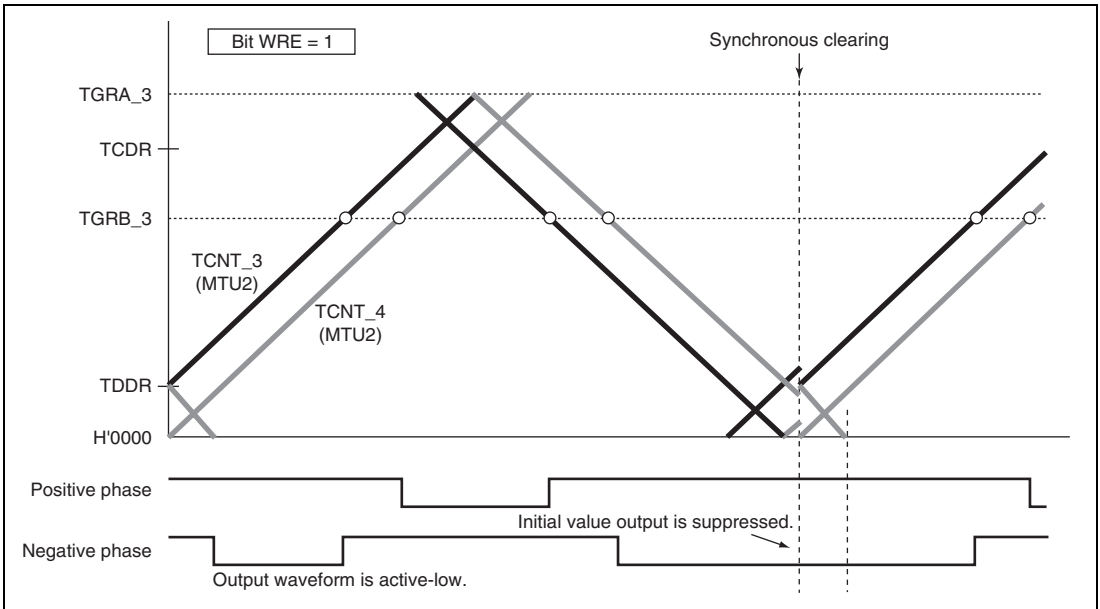 Bit WRE = 1
Synchronous clearing
TGRA_3
TCDR
TGRB_3
TCNT_3
(MTU2)
TCNT_4
(MTU2)
TDDR
H'0000
Positive phase
Initial value output is suppressed.
Negative phase
Output waveform is active-low.